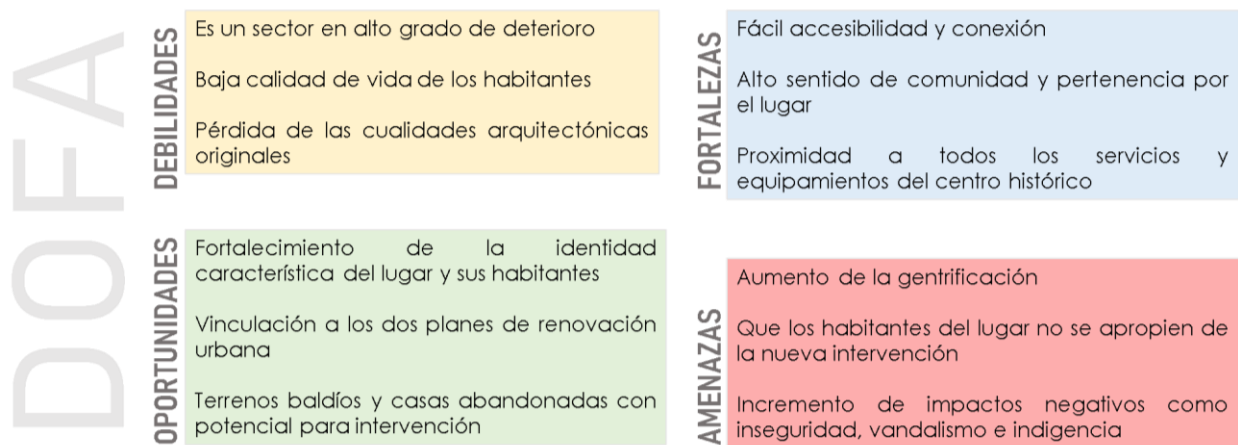 DOFA
DEBILIDADES
Es un sector en alto grado de deterioro
Baja calidad de vida de los habitantes
Pérdida de las cualidades arquitectónicas
originales
FORTALEZAS
Fácil accesibilidad y conexión
Alto sentido de comunidad y pertenencia por
el lugar
Proximidad a todos los servicios y
equipamientos del centro histórico
OPORTUNIDADES
Fortalecimiento de la identidad
característica del lugar y sus habitantes
Vinculación a los dos planes de renovación
urbana
Terrenos baldíos y casas abandonadas con
potencial para intervención
AMENAZAS
Aumento de la gentrificación
Que los habitantes del lugar no se apropien de
la nueva intervención
Incremento de impactos negativos como
inseguridad, vandalismo e indigencia